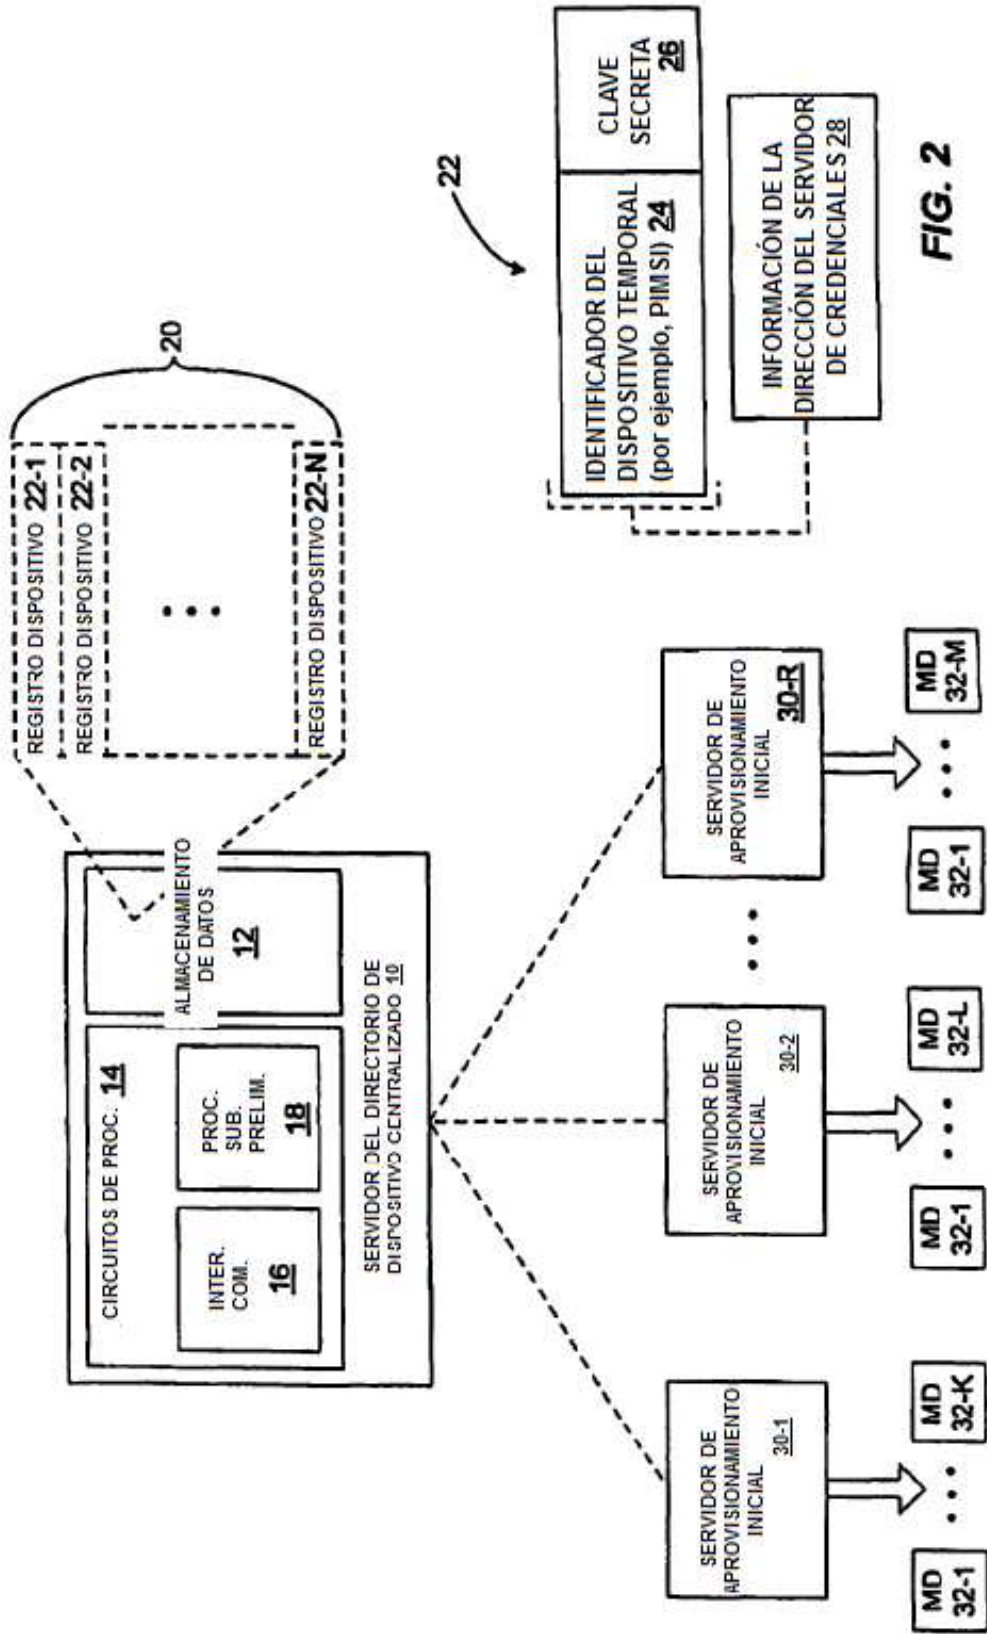 CIRCUITOS DE PROC. 14
INTER.
COM.
16
PROC.
SUB.
PRELIM.
18
ALMACENAMIENTO
DE DATOS
12
SERVIDOR DEL DIRECTORIO DE
DISPOSITIVO CENTRALIZADO 10
REGISTRO DISPOSITIVO 22-1
REGISTRO DISPOSITIVO 22-2
REGISTRO DISPOSITIVO 22-N
20
22
IDENTIFICADOR DEL
DISPOSITIVO TEMPORAL
(por ejemplo, PIMSI) 24
CLAVE
SECRETA
26
INFORMACIÓN DE LA
DIRECCIÓN DEL SERVIDOR
DE CREDENCIALES 28
SERVIDOR DE
APROVISIONAMIENTO
INICIAL
30-1
SERVIDOR DE
APROVISIONAMIENTO
INICIAL
30-2
SERVIDOR DE
APROVISIONAMIENTO
INICIAL
30-R
MD
32-1
MD
32-K
MD
32-1
MD
32-L
MD
32-1
MD
32-M
FIG. 2